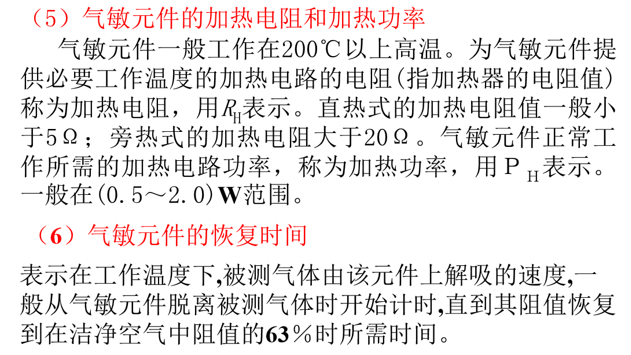 (5）气敏元件的加热电阻和加热功率
气敏元件一般工作在200℃以上高温。为气敏元件提
供必要工作温度的加热电路的电阻(指加热器的电阻值)
称为加热电阻，用RH表示。直热式的加热电阻值一般小
于5Ω；旁热式的加热电阻大于20Ω。气敏元件正常工
作所需的加热电路功率，称为加热功率，用ＰH表示。
一般在(0.5～2.0)W范围。
（6）气敏元件的恢复时间
表示在工作温度下,被测气体由该元件上解吸的速度,一
般从气敏元件脱离被测气体时开始计时,直到其阻值恢复
到在洁净空气中阻值的63％时所需时间。